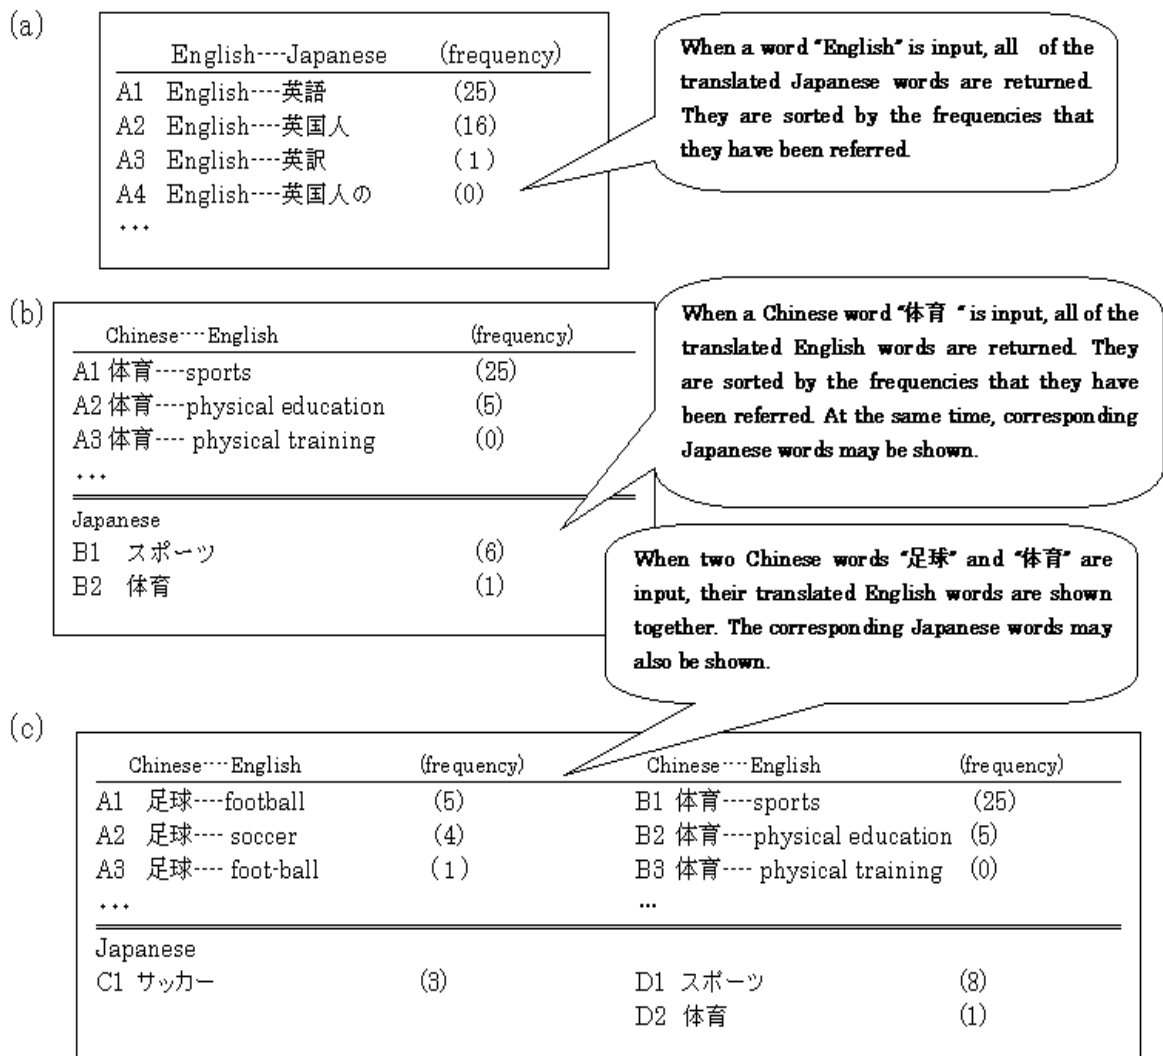 (a)
English----Japanese (frequency)
A1 English----英語 (25)
A2 English----英国人 (16)
A3 English----英訳 (1)
A4 English----英国人の (0)
...
When a word "English" is input, all of the
translated Japanese words are returned.
They are sorted by the frequencies that
they have been referred.
(b)
Chinese----English (frequency)
A1 体育----sports (25)
A2 体育----physical education (5)
A3 体育---- physical training (0)
...
Japanese
B1 スポーツ (6)
B2 体育 (1)
When a Chinese word "体育 " is input, all of the
translated English words are returned. They
are sorted by the frequencies that they have
been referred. At the same time, corresponding
Japanese words may be shown.
When two Chinese words "足球" and "体育" are
input, their translated English words are shown
together. The corresponding Japanese words may
also be shown.
(c)
Chinese----English (frequency) Chinese----English (frequency)
A1 足球----football (5) B1 体育----sports (25)
A2 足球---- soccer (4) B2 体育----physical education (5)
A3 足球---- foot-ball (1) B3 体育---- physical training (0)
... ...
Japanese
C1 サッカー (3) D1 スポーツ (8)
D2 体育 (1)